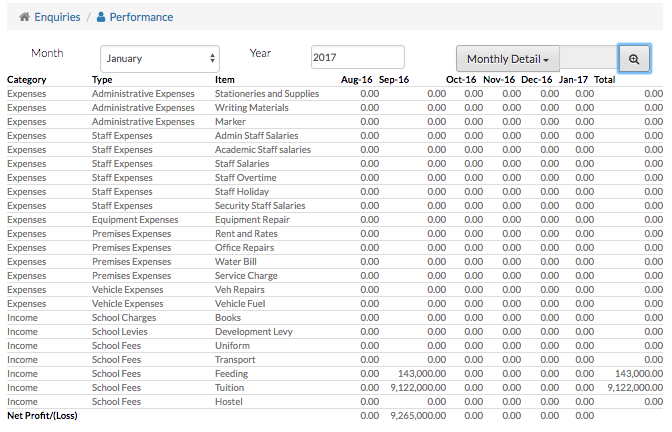 Enquiries / Performance
Month January Year 2017 Monthly Detail
Category Type Item Aug-16 Sep-16 Oct-16 Nov-16 Dec-16 Jan-17 Total
Expenses Administrative Expenses Stationeries and Supplies 0.00 0.00 0.00 0.00 0.00 0.00 0.00
Expenses Administrative Expenses Writing Materials 0.00 0.00 0.00 0.00 0.00 0.00 0.00
Expenses Administrative Expenses Marker 0.00 0.00 0.00 0.00 0.00 0.00 0.00
Expenses Staff Expenses Admin Staff Salaries 0.00 0.00 0.00 0.00 0.00 0.00 0.00
Expenses Staff Expenses Academic Staff salaries 0.00 0.00 0.00 0.00 0.00 0.00 0.00
Expenses Staff Expenses Staff Salaries 0.00 0.00 0.00 0.00 0.00 0.00 0.00
Expenses Staff Expenses Staff Overtime 0.00 0.00 0.00 0.00 0.00 0.00 0.00
Expenses Staff Expenses Staff Holiday 0.00 0.00 0.00 0.00 0.00 0.00 0.00
Expenses Staff Expenses Security Staff Salaries 0.00 0.00 0.00 0.00 0.00 0.00 0.00
Expenses Equipment Expenses Equipment Repair 0.00 0.00 0.00 0.00 0.00 0.00 0.00
Expenses Premises Expenses Rent and Rates 0.00 0.00 0.00 0.00 0.00 0.00 0.00
Expenses Premises Expenses Office Repairs 0.00 0.00 0.00 0.00 0.00 0.00 0.00
Expenses Premises Expenses Water Bill 0.00 0.00 0.00 0.00 0.00 0.00 0.00
Expenses Premises Expenses Service Charge 0.00 0.00 0.00 0.00 0.00 0.00 0.00
Expenses Vehicle Expenses Veh Repairs 0.00 0.00 0.00 0.00 0.00 0.00 0.00
Expenses Vehicle Expenses Vehicle Fuel 0.00 0.00 0.00 0.00 0.00 0.00 0.00
Income School Charges Books 0.00 0.00 0.00 0.00 0.00 0.00 0.00
Income School Levies Development Levy 0.00 0.00 0.00 0.00 0.00 0.00 0.00
Income School Fees Uniform 0.00 0.00 0.00 0.00 0.00 0.00 0.00
Income School Fees Transport 0.00 0.00 0.00 0.00 0.00 0.00 0.00
Income School Fees Feeding 0.00 143,000.00 0.00 0.00 0.00 0.00 143,000.00
Income School Fees Tuition 0.00 9,122,000.00 0.00 0.00 0.00 0.00 9,122,000.00
Income School Fees Hostel 0.00 0.00 0.00 0.00 0.00 0.00 0.00
Net Profit/(Loss) 0.00 9,265,000.00 0.00 0.00 0.00 0.00